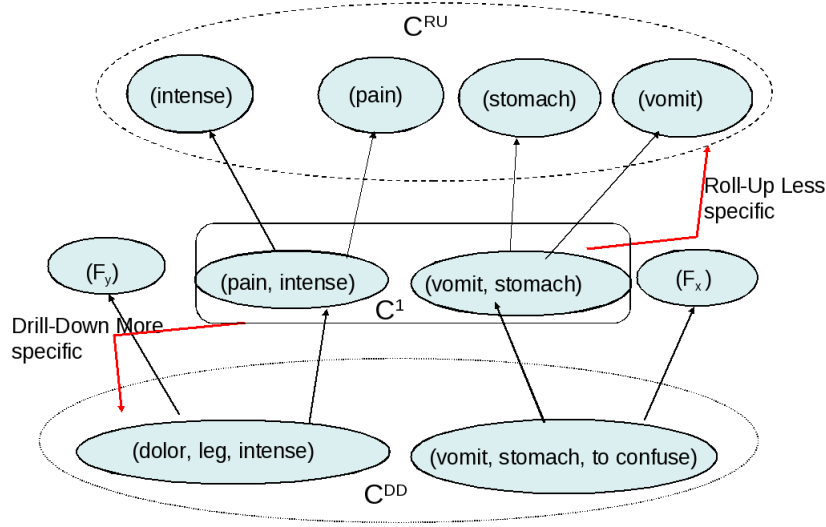 C^RU
(intense)
(pain)
(stomach)
(vomit)
Roll-Up Less
specific
(F_y)
(pain, intense)
(vomit, stomach)
(F_x)
C^1
Drill-Down More
specific
(dolor, leg, intense)
(vomit, stomach, to confuse)
C^DD